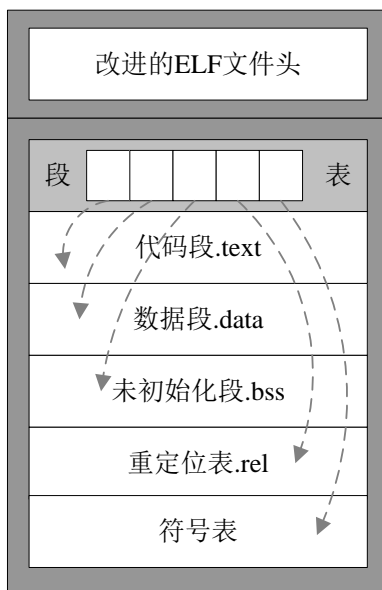 改进的ELF文件头
段 表
代码段.text
数据段.data
未初始化段.bss
重定位表.rel
符号表